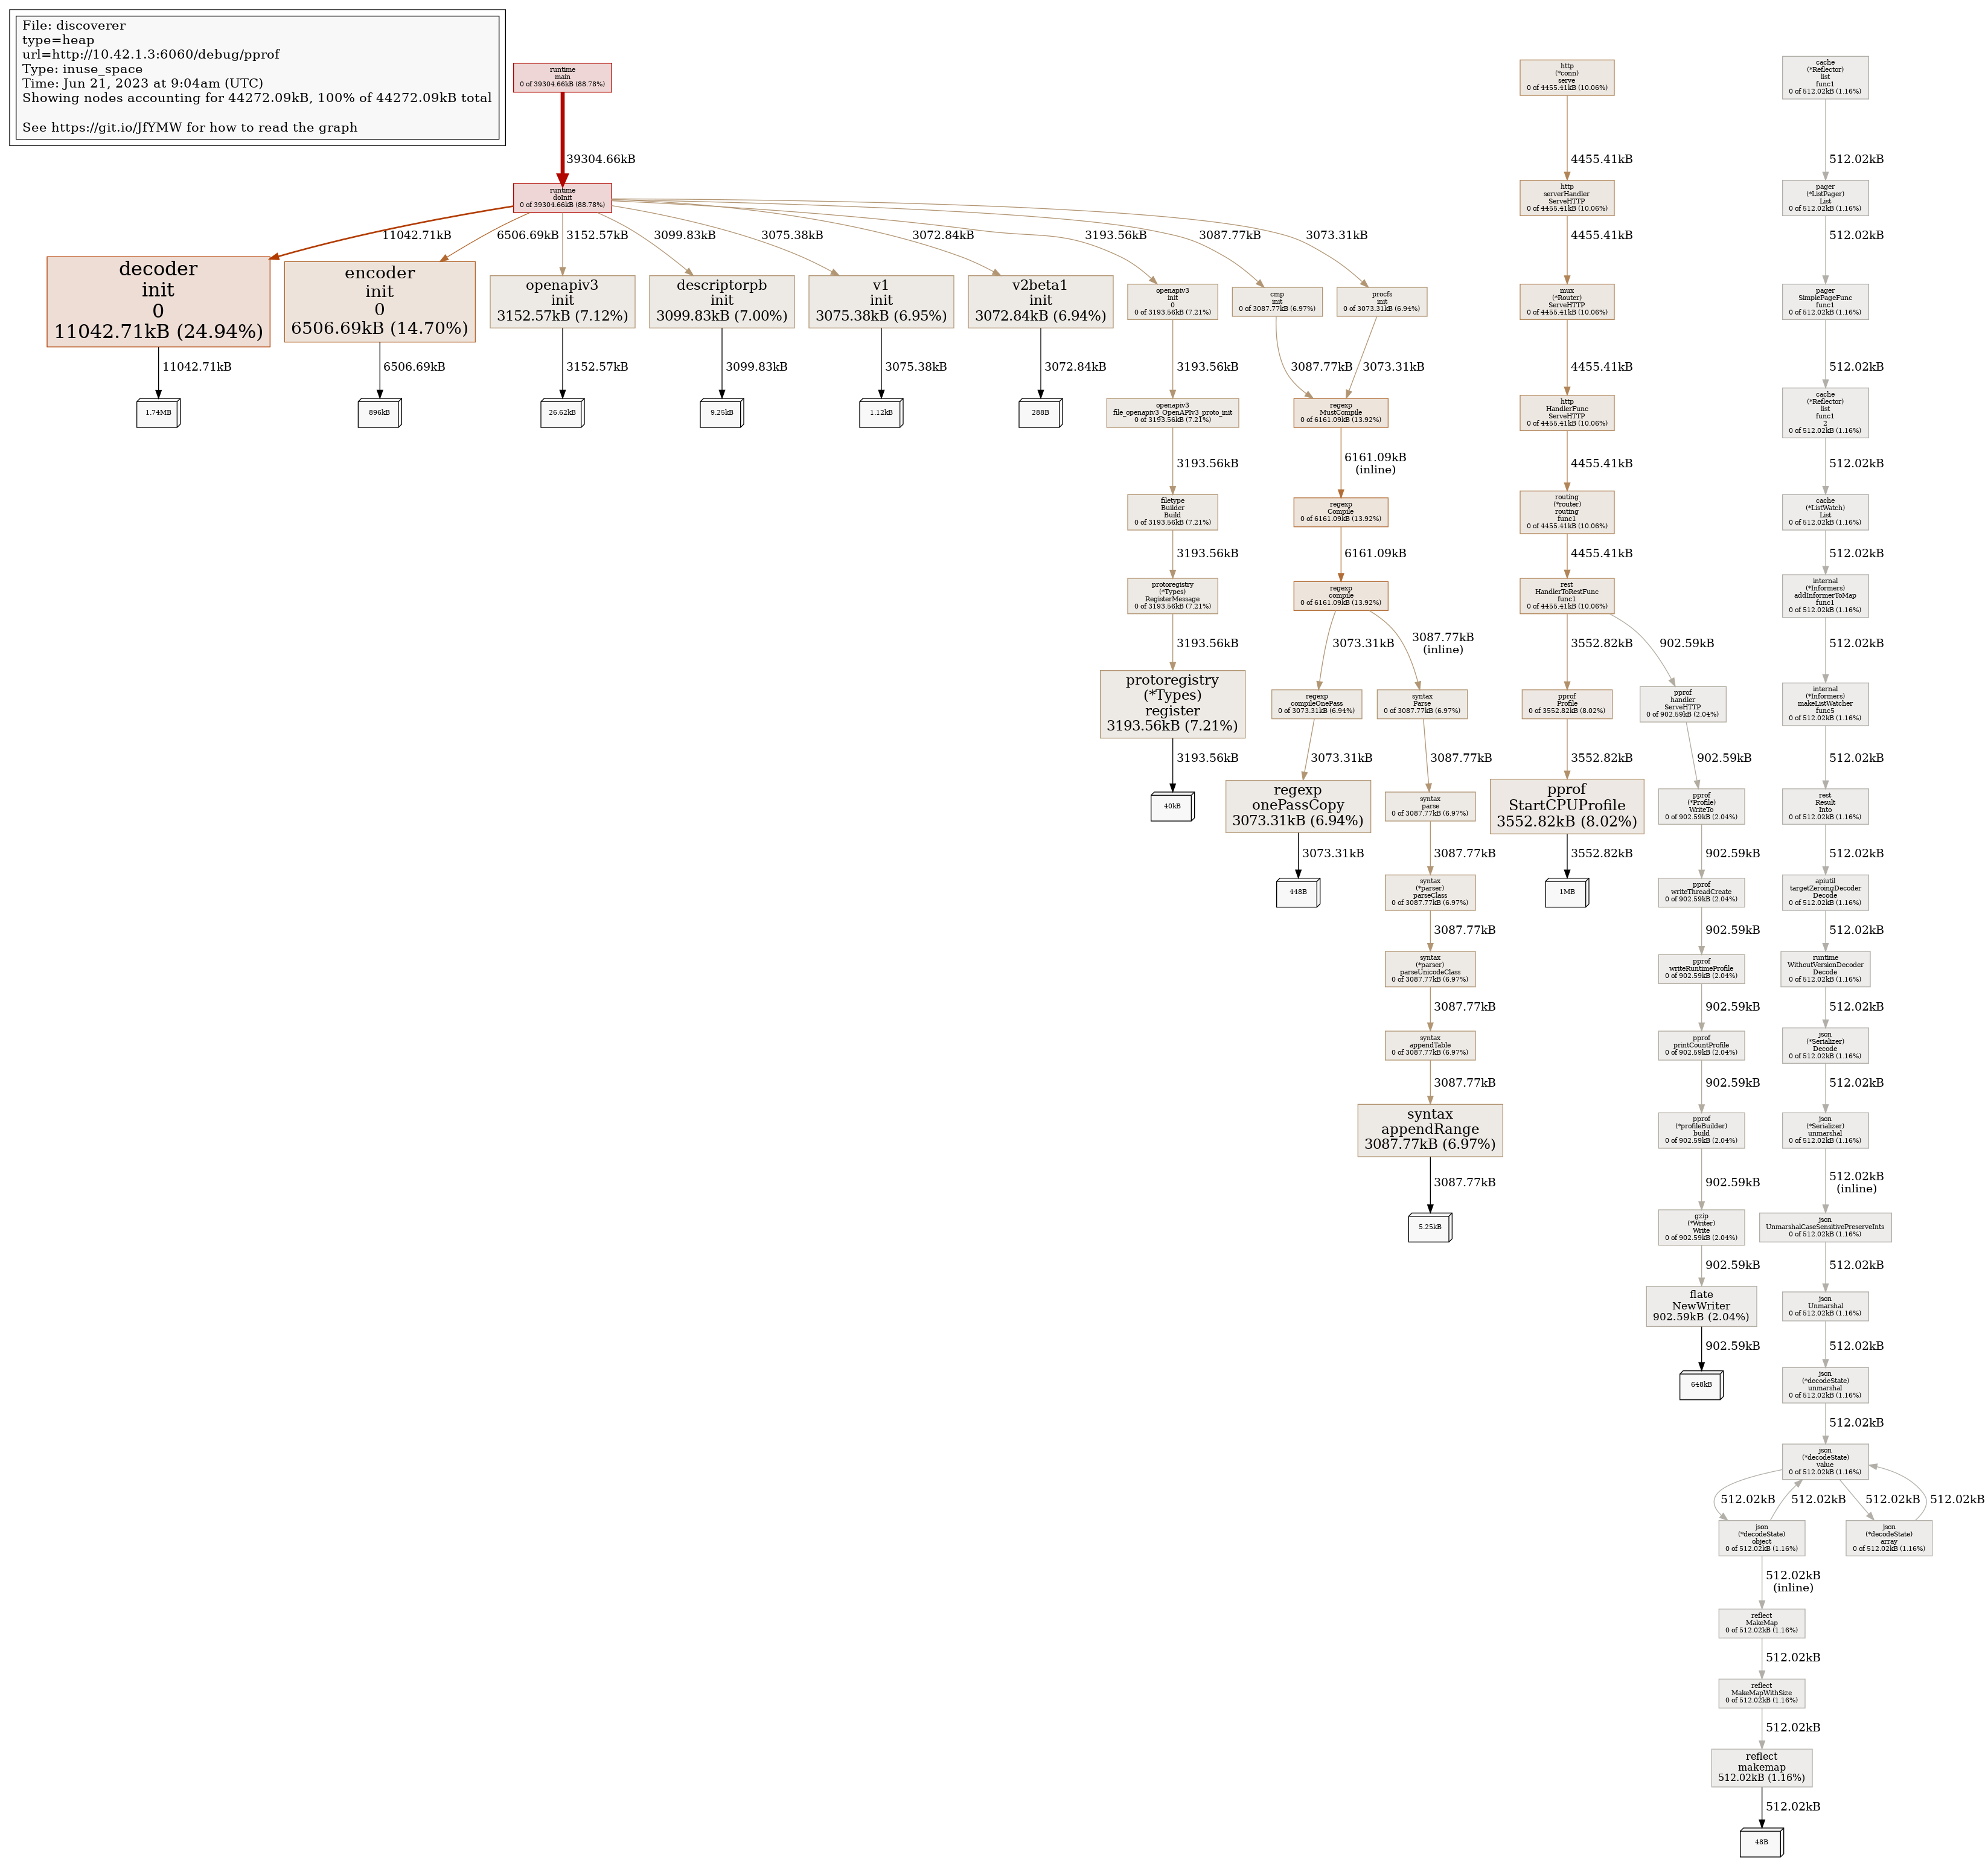 File: discoverer
type=heap
url=http://10.42.1.3:6060/debug/pprof
Type: inuse_space
Time: Jun 21, 2023 at 9:04am (UTC)
Showing nodes accounting for 44272.09kB, 100% of 44272.09kB total
See https://git.io/JfYMW for how to read the graph
runtime
main
0 of 39304.66kB (88.78%)
39304.66kB
runtime
doInit
0 of 39304.66kB (88.78%)
11042.71kB
6506.69kB
3152.57kB
3099.83kB
3075.38kB
3072.84kB
3193.56kB
3087.77kB
3073.31kB
decoder
init
0
11042.71kB (24.94%)
11042.71kB
1.74MB
encoder
init
0
6506.69kB (14.70%)
6506.69kB
896kB
openapiv3
init
3152.57kB (7.12%)
3152.57kB
26.62kB
descriptorpb
init
3099.83kB (7.00%)
3099.83kB
9.25kB
v1
init
3075.38kB (6.95%)
3075.38kB
1.12kB
v2beta1
init
3072.84kB (6.94%)
3072.84kB
288B
openapiv3
init
0
0 of 3193.56kB (7.21%)
3193.56kB
openapiv3
file_openapiv3_OpenAPIv3_proto_init
0 of 3193.56kB (7.21%)
3193.56kB
filetype
Builder
Build
0 of 3193.56kB (7.21%)
3193.56kB
protoregistry
(*Types)
RegisterMessage
0 of 3193.56kB (7.21%)
3193.56kB
protoregistry
(*Types)
register
3193.56kB (7.21%)
3193.56kB
40kB
cmp
init
0 of 3087.77kB (6.97%)
3087.77kB
procfs
init
0 of 3073.31kB (6.94%)
3073.31kB
regexp
MustCompile
0 of 6161.09kB (13.92%)
6161.09kB
(inline)
regexp
Compile
0 of 6161.09kB (13.92%)
6161.09kB
regexp
compile
0 of 6161.09kB (13.92%)
3073.31kB
3087.77kB
(inline)
regexp
compileOnePass
0 of 3073.31kB (6.94%)
3073.31kB
regexp
onePassCopy
3073.31kB (6.94%)
3073.31kB
448B
syntax
Parse
0 of 3087.77kB (6.97%)
3087.77kB
syntax
parse
0 of 3087.77kB (6.97%)
3087.77kB
syntax
(*parser)
parseClass
0 of 3087.77kB (6.97%)
3087.77kB
syntax
(*parser)
parseUnicodeClass
0 of 3087.77kB (6.97%)
3087.77kB
syntax
appendTable
0 of 3087.77kB (6.97%)
3087.77kB
syntax
appendRange
3087.77kB (6.97%)
3087.77kB
5.25kB
http
(*conn)
serve
0 of 4455.41kB (10.06%)
4455.41kB
http
serverHandler
ServeHTTP
0 of 4455.41kB (10.06%)
4455.41kB
mux
(*Router)
ServeHTTP
0 of 4455.41kB (10.06%)
4455.41kB
http
HandlerFunc
ServeHTTP
0 of 4455.41kB (10.06%)
4455.41kB
routing
(*router)
routing
func1
0 of 4455.41kB (10.06%)
4455.41kB
rest
HandlerToRestFunc
func1
0 of 4455.41kB (10.06%)
3552.82kB
902.59kB
pprof
Profile
0 of 3552.82kB (8.02%)
3552.82kB
pprof
StartCPUProfile
3552.82kB (8.02%)
3552.82kB
1MB
pprof
handler
ServeHTTP
0 of 902.59kB (2.04%)
902.59kB
pprof
(*Profile)
WriteTo
0 of 902.59kB (2.04%)
902.59kB
pprof
writeThreadCreate
0 of 902.59kB (2.04%)
902.59kB
pprof
writeRuntimeProfile
0 of 902.59kB (2.04%)
902.59kB
pprof
printCountProfile
0 of 902.59kB (2.04%)
902.59kB
pprof
(*profileBuilder)
build
0 of 902.59kB (2.04%)
902.59kB
gzip
(*Writer)
Write
0 of 902.59kB (2.04%)
902.59kB
flate
NewWriter
902.59kB (2.04%)
902.59kB
648kB
cache
(*Reflector)
list
func1
0 of 512.02kB (1.16%)
512.02kB
pager
(*ListPager)
List
0 of 512.02kB (1.16%)
512.02kB
pager
SimplePageFunc
func1
0 of 512.02kB (1.16%)
512.02kB
cache
(*Reflector)
list
func1
2
0 of 512.02kB (1.16%)
512.02kB
cache
(*ListWatch)
List
0 of 512.02kB (1.16%)
512.02kB
internal
(*Informers)
addInformerToMap
func1
0 of 512.02kB (1.16%)
512.02kB
internal
(*Informers)
makeListWatcher
func5
0 of 512.02kB (1.16%)
512.02kB
rest
Result
Into
0 of 512.02kB (1.16%)
512.02kB
apiutil
targetZeroingDecoder
Decode
0 of 512.02kB (1.16%)
512.02kB
runtime
WithoutVersionDecoder
Decode
0 of 512.02kB (1.16%)
512.02kB
json
(*Serializer)
Decode
0 of 512.02kB (1.16%)
512.02kB
json
(*Serializer)
unmarshal
0 of 512.02kB (1.16%)
512.02kB
(inline)
json
UnmarshalCaseSensitivePreserveInts
0 of 512.02kB (1.16%)
512.02kB
json
Unmarshal
0 of 512.02kB (1.16%)
512.02kB
json
(*decodeState)
unmarshal
0 of 512.02kB (1.16%)
512.02kB
json
(*decodeState)
value
0 of 512.02kB (1.16%)
512.02kB
512.02kB
512.02kB
512.02kB
json
(*decodeState)
object
0 of 512.02kB (1.16%)
json
(*decodeState)
array
0 of 512.02kB (1.16%)
512.02kB
(inline)
reflect
MakeMap
0 of 512.02kB (1.16%)
512.02kB
reflect
MakeMapWithSize
0 of 512.02kB (1.16%)
512.02kB
reflect
makemap
512.02kB (1.16%)
512.02kB
48B